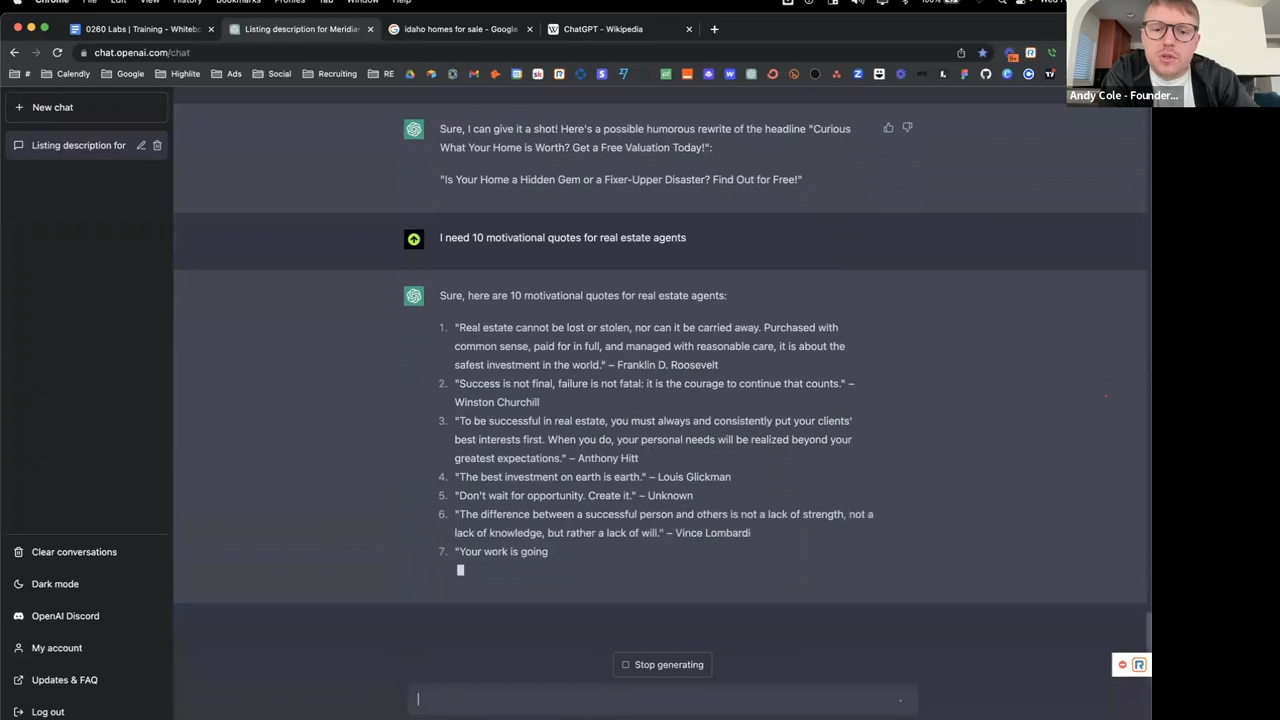 Chrome File Edit View History Bookmarks Profiles Tab Window Help
0260 Labs | Training - Whitebo
Listing description for Meridia
idaho homes for sale - Google
ChatGPT - Wikipedia
chat.openai.com/chat
# Calendly Google Highlite Ads Social Recruiting RE
Andy Cole - Founder...
New chat
Listing description for
Sure, I can give it a shot! Here's a possible humorous rewrite of the headline "Curious
What Your Home is Worth? Get a Free Valuation Today!":
"Is Your Home a Hidden Gem or a Fixer-Upper Disaster? Find Out for Free!"
I need 10 motivational quotes for real estate agents
Sure, here are 10 motivational quotes for real estate agents:
1. "Real estate cannot be lost or stolen, nor can it be carried away. Purchased with
common sense, paid for in full, and managed with reasonable care, it is about the
safest investment in the world." – Franklin D. Roosevelt
2. "Success is not final, failure is not fatal: it is the courage to continue that counts." –
Winston Churchill
3. "To be successful in real estate, you must always and consistently put your clients'
best interests first. When you do, your personal needs will be realized beyond your
greatest expectations." – Anthony Hitt
4. "The best investment on earth is earth." – Louis Glickman
5. "Don't wait for opportunity. Create it." – Unknown
6. "The difference between a successful person and others is not a lack of strength, not a
lack of knowledge, but rather a lack of will." – Vince Lombardi
7. "Your work is going
Clear conversations
Dark mode
OpenAI Discord
My account
Updates & FAQ
Log out
Stop generating